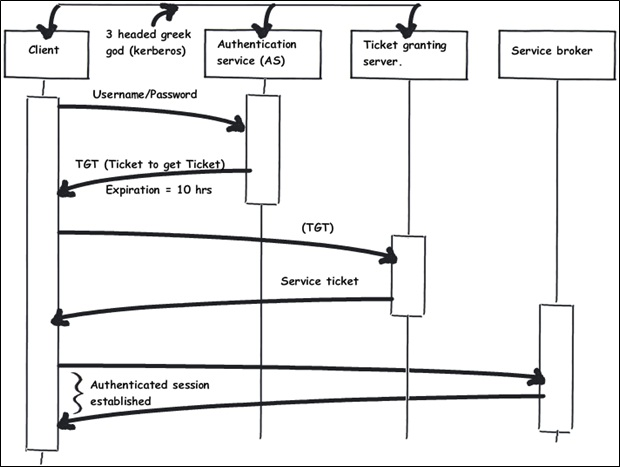 3 headed greek
god (kerberos)
Client
Authentication
service (AS)
Ticket granting
server.
Service broker
Username/Password
TGT (Ticket to get Ticket)
Expiration = 10 hrs
(TGT)
Service ticket
Authenticated session
established